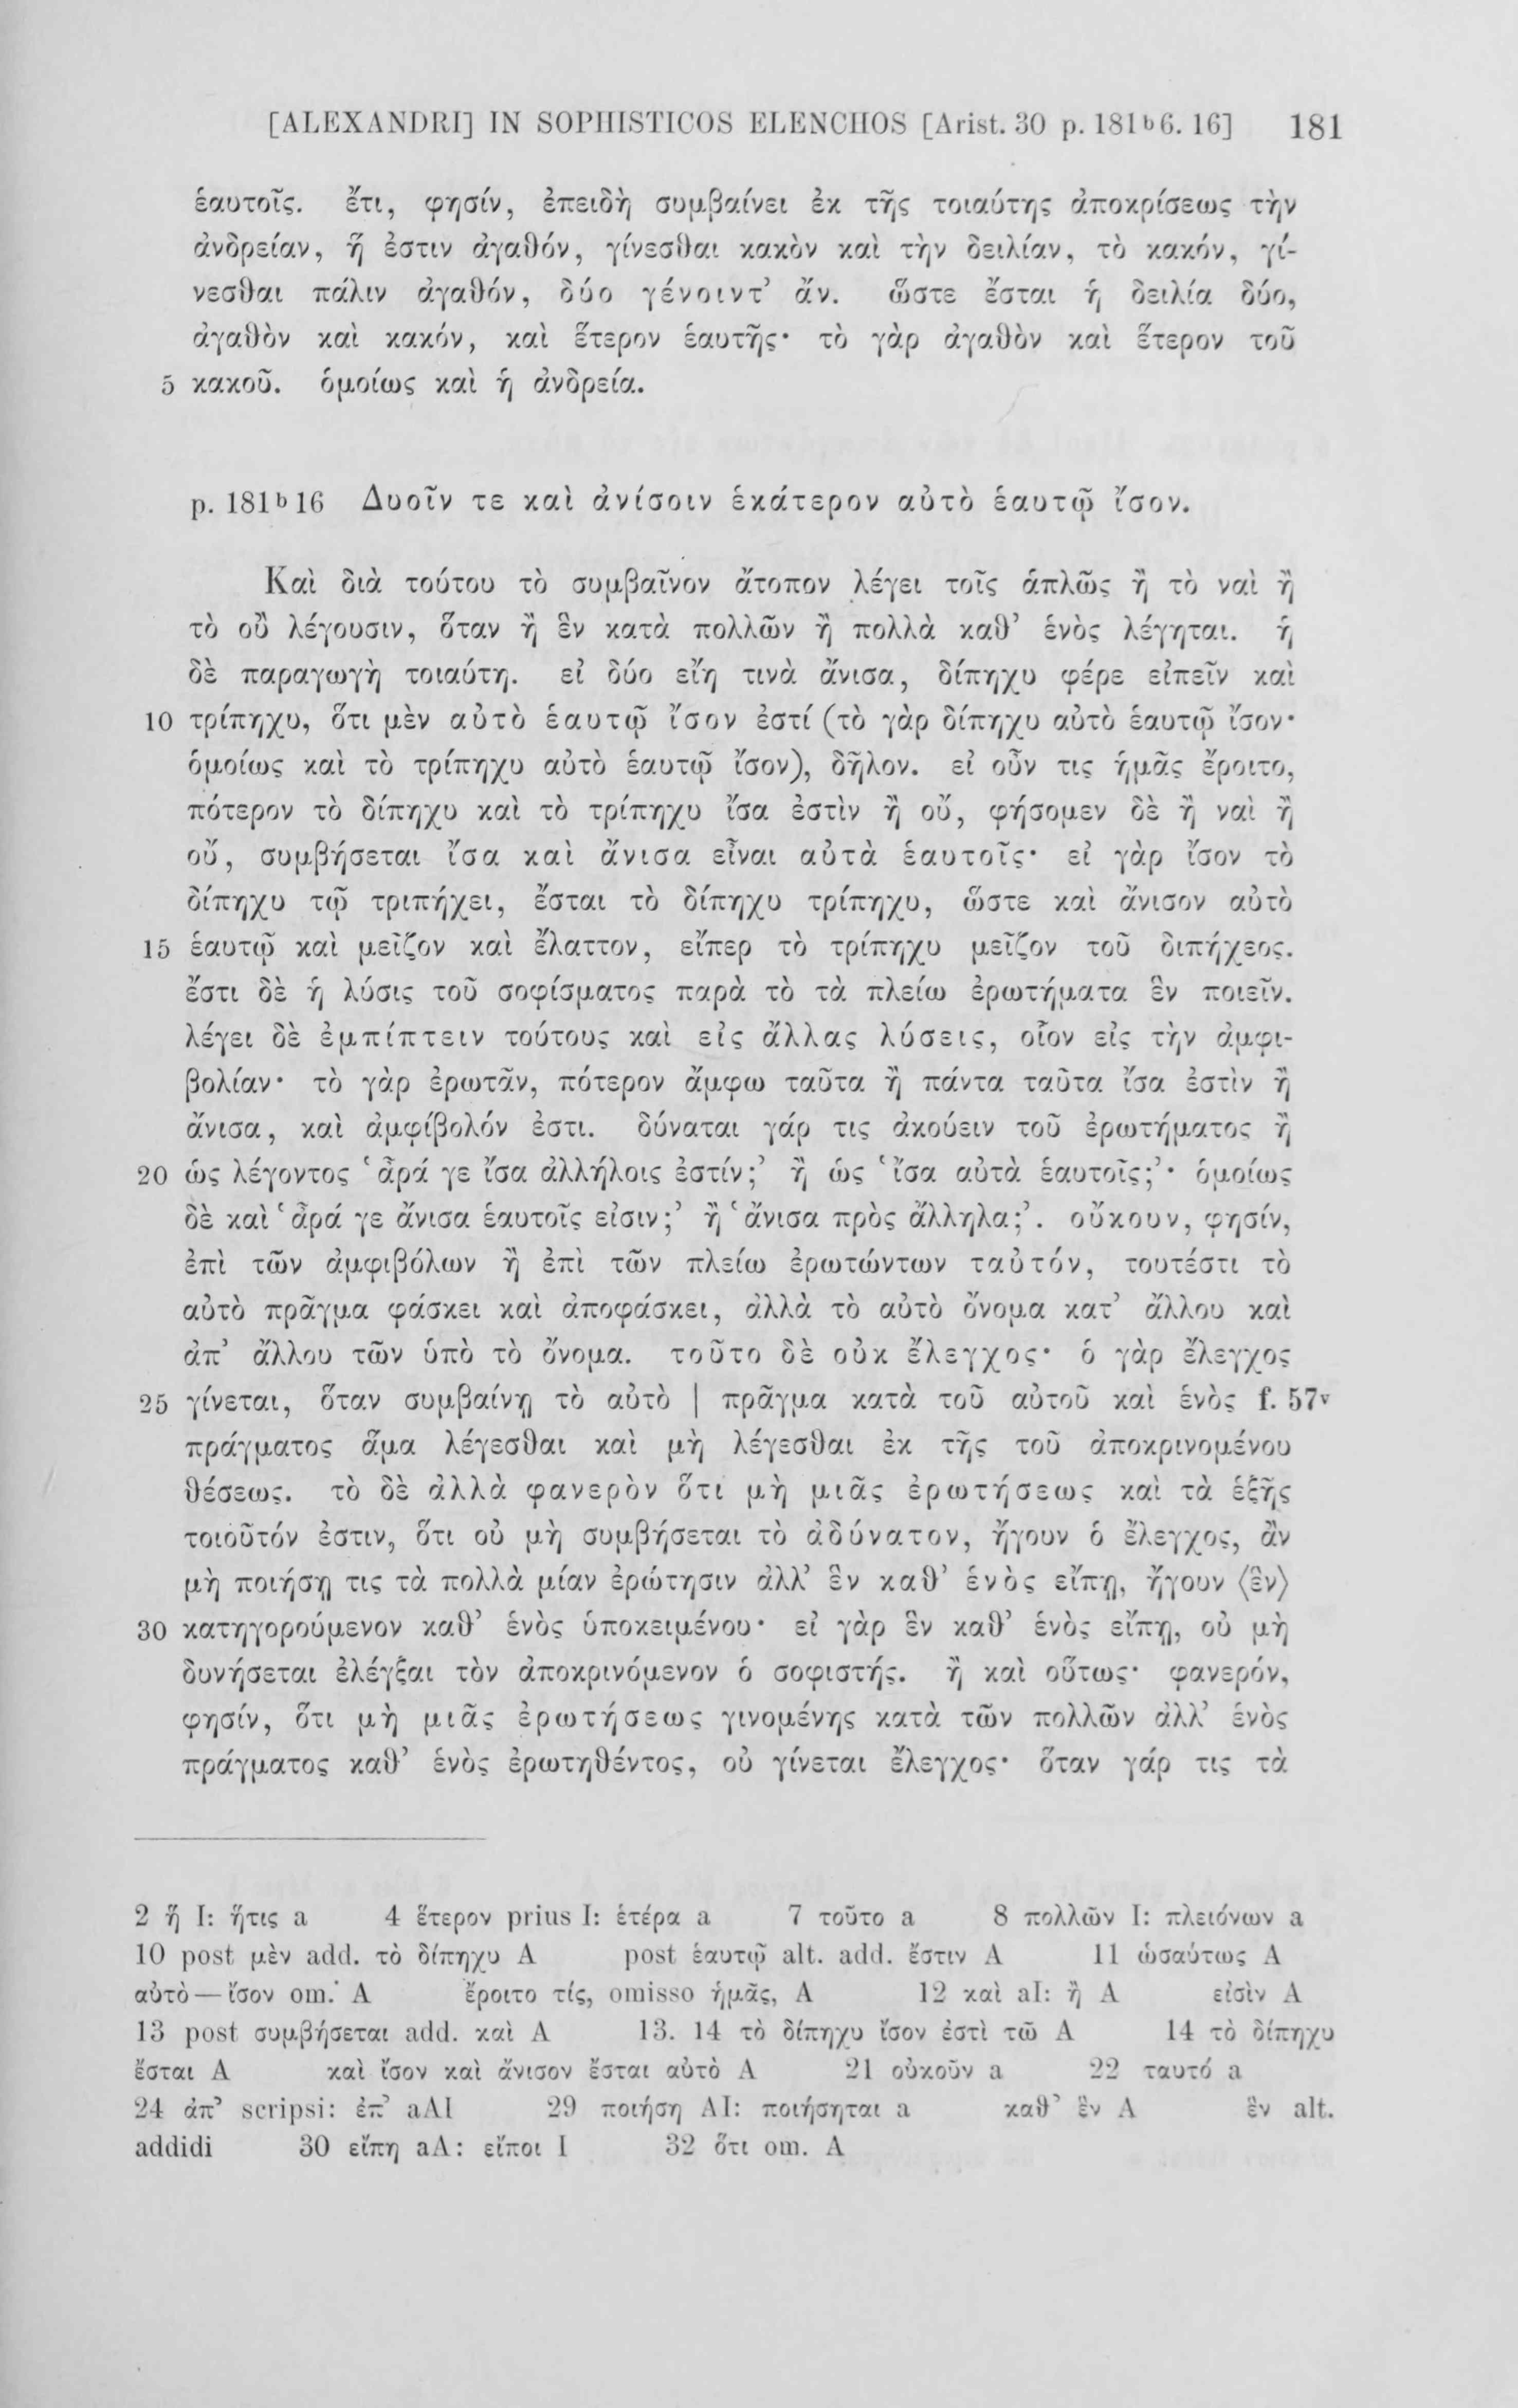 [ALEXANDRI] IN SOPHISTICOS ELENCHOS [Arist. 30 p. 181ᵇ6. 16] 181
ἑαυτοῖς. ἔτι, φησίν, ἐπειδὴ συμβαίνει ἐκ τῆς τοιαύτης ἀποκρίσεως τὴν
ἀνδρείαν, ἥ ἐστιν ἀγαθόν, γίνεσθαι κακὸν καὶ τὴν δειλίαν, τὸ κακόν, γί-
νεσθαι πάλιν ἀγαθόν, δύο γένοιντ’ ἄν. ὥστε ἔσται ἡ δειλία δύο,
ἀγαθὸν καὶ κακόν, καὶ ἕτερον ἑαυτῆς· τὸ γὰρ ἀγαθὸν καὶ ἕτερον τοῦ
5 κακοῦ. ὁμοίως καὶ ἡ ἀνδρεία.
p. 181ᵇ16 Δυοῖν τε καὶ ἀνίσοιν ἑκάτερον αὐτὸ ἑαυτῷ ἴσον.
Καὶ διὰ τούτου τὸ συμβαῖνον ἄτοπον λέγει τοῖς ἁπλῶς ἢ τὸ ναὶ ἢ
τὸ οὒ λέγουσιν, ὅταν ἢ ἓν κατὰ πολλῶν ἢ πολλὰ καθ’ ἑνὸς λέγηται. ἡ
δὲ παραγωγὴ τοιαύτη. εἰ δύο εἴη τινὰ ἄνισα, δίπηχυ φέρε εἰπεῖν καὶ
10 τρίπηχυ, ὅτι μὲν αὐτὸ ἑαυτῷ ἴσον ἐστί (τὸ γὰρ δίπηχυ αὐτὸ ἑαυτῷ ἴσον·
ὁμοίως καὶ τὸ τρίπηχυ αὐτὸ ἑαυτῷ ἴσον), δῆλον. εἰ οὖν τις ἡμᾶς ἔροιτο,
πότερον τὸ δίπηχυ καὶ τὸ τρίπηχυ ἴσα ἐστὶν ἢ οὔ, φήσομεν δὲ ἢ ναὶ ἢ
οὔ, συμβήσεται ἴσα καὶ ἄνισα εἶναι αὐτὰ ἑαυτοῖς· εἰ γὰρ ἴσον τὸ
δίπηχυ τῷ τριπήχει, ἔσται τὸ δίπηχυ τρίπηχυ, ὥστε καὶ ἄνισον αὐτὸ
15 ἑαυτῷ καὶ μεῖζον καὶ ἔλαττον, εἴπερ τὸ τρίπηχυ μεῖζον τοῦ διπήχεος.
ἔστι δὲ ἡ λύσις τοῦ σοφίσματος παρὰ τὸ τὰ πλείω ἐρωτήματα ἓν ποιεῖν.
λέγει δὲ ἐμπίπτειν τούτους καὶ εἰς ἄλλας λύσεις, οἷον εἰς τὴν ἀμφι-
βολίαν· τὸ γὰρ ἐρωτᾶν, πότερον ἄμφω ταῦτα ἢ πάντα ταῦτα ἴσα ἐστὶν ἢ
ἄνισα, καὶ ἀμφίβολόν ἐστι. δύναται γάρ τις ἀκούειν τοῦ ἐρωτήματος ἢ
20 ὡς λέγοντος ‘ἆρά γε ἴσα ἀλλήλοις ἐστίν;’ ἢ ὡς ‘ἴσα αὐτὰ ἑαυτοῖς;’· ὁμοίως
δὲ καὶ ‘ἆρά γε ἄνισα ἑαυτοῖς εἰσιν;’ ἢ ‘ἄνισα πρὸς ἄλληλα;’. οὔκουν, φησίν,
ἐπὶ τῶν ἀμφιβόλων ἢ ἐπὶ τῶν πλείω ἐρωτώντων ταὐτόν, τουτέστι τὸ
αὐτὸ πρᾶγμα φάσκει καὶ ἀποφάσκει, ἀλλὰ τὸ αὐτὸ ὄνομα κατ’ ἄλλου καὶ
ἀπ’ ἄλλου τῶν ὑπὸ τὸ ὄνομα. τοῦτο δὲ οὐκ ἔλεγχος· ὁ γὰρ ἔλεγχος
25 γίνεται, ὅταν συμβαίνῃ τὸ αὐτὸ | πρᾶγμα κατὰ τοῦ αὐτοῦ καὶ ἑνὸς f. 57ᵛ
πράγματος ἅμα λέγεσθαι καὶ μὴ λέγεσθαι ἐκ τῆς τοῦ ἀποκρινομένου
θέσεως. τὸ δὲ ἀλλὰ φανερὸν ὅτι μὴ μιᾶς ἐρωτήσεως καὶ τὰ ἑξῆς
τοιοῦτόν ἐστιν, ὅτι οὐ μὴ συμβήσεται τὸ ἀδύνατον, ἤγουν ὁ ἔλεγχος, ἂν
μὴ ποιήσῃ τις τὰ πολλὰ μίαν ἐρώτησιν ἀλλ’ ἓν καθ’ ἑνὸς εἴπῃ, ἤγουν ⟨ἓν⟩
30 κατηγορούμενον καθ’ ἑνὸς ὑποκειμένου· εἰ γὰρ ἓν καθ’ ἑνὸς εἴπῃ, οὐ μὴ
δυνήσεται ἐλέγξαι τὸν ἀποκρινόμενον ὁ σοφιστής. ἢ καὶ οὕτως· φανερόν,
φησίν, ὅτι μὴ μιᾶς ἐρωτήσεως γινομένης κατὰ τῶν πολλῶν ἀλλ’ ἑνὸς
πράγματος καθ’ ἑνὸς ἐρωτηθέντος, οὐ γίνεται ἔλεγχος· ὅταν γάρ τις τὰ
2 ἥ I: ἥτις a 4 ἕτερον prius I: ἑτέρα a 7 τοῦτο a 8 πολλῶν I: πλειόνων a
10 post μὲν add. τὸ δίπηχυ A post ἑαυτῷ alt. add. ἔστιν A 11 ὡσαύτως A
αὐτὸ — ἴσον om. A ἔροιτο τίς, omisso ἡμᾶς, A 12 καὶ aI: ἢ A εἰσὶν A
13 post συμβήσεται add. καὶ A 13. 14 τὸ δίπηχυ ἴσον ἐστὶ τῶ A 14 τὸ δίπηχυ
ἔσται A καὶ ἴσον καὶ ἄνισον ἔσται αὐτὸ A 21 οὐκοῦν a 22 ταυτό a
24 ἀπ’ scripsi: ἐπ’ aAI 29 ποιήση AI: ποιήσηται a καθ’ ἓν A ἓν alt.
addidi 30 εἴπη aA: εἴποι I 32 ὅτι om. A